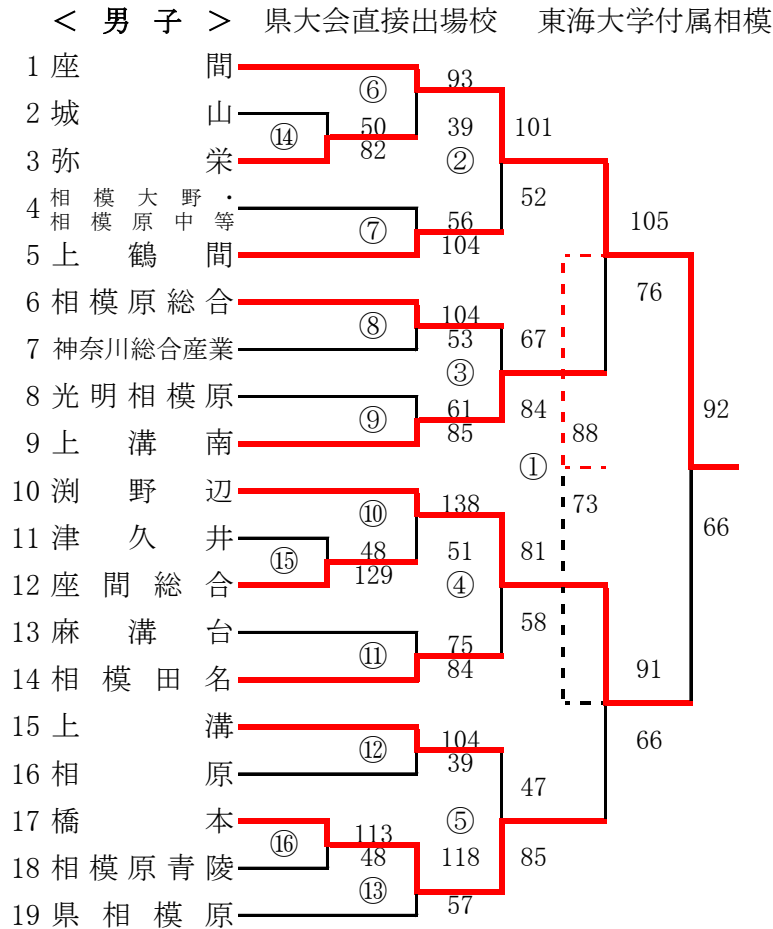 ＜ 男 子 ＞ 県大会直接出場校 東海大学付属相模
1 座間
2 城山
3 弥栄
4 相模大野・
相模原中等
5 上鶴間
6 相模原総合
7 神奈川総合産業
8 光明相模原
9 上溝南
10 渕野辺
11 津久井
12 座間総合
13 麻溝台
14 相模田名
15 上溝
16 相原
17 橋本
18 相模原青陵
19 県相模原
⑭
50
82
⑮
48
129
⑯
113
48
⑥
93
39
⑦
56
104
⑧
104
53
⑨
61
85
⑩
138
51
⑪
75
84
⑫
104
39
⑬
118
57
②
101
52
③
67
84
④
81
58
⑤
47
85
105
76
①
88
73
91
66
92
66